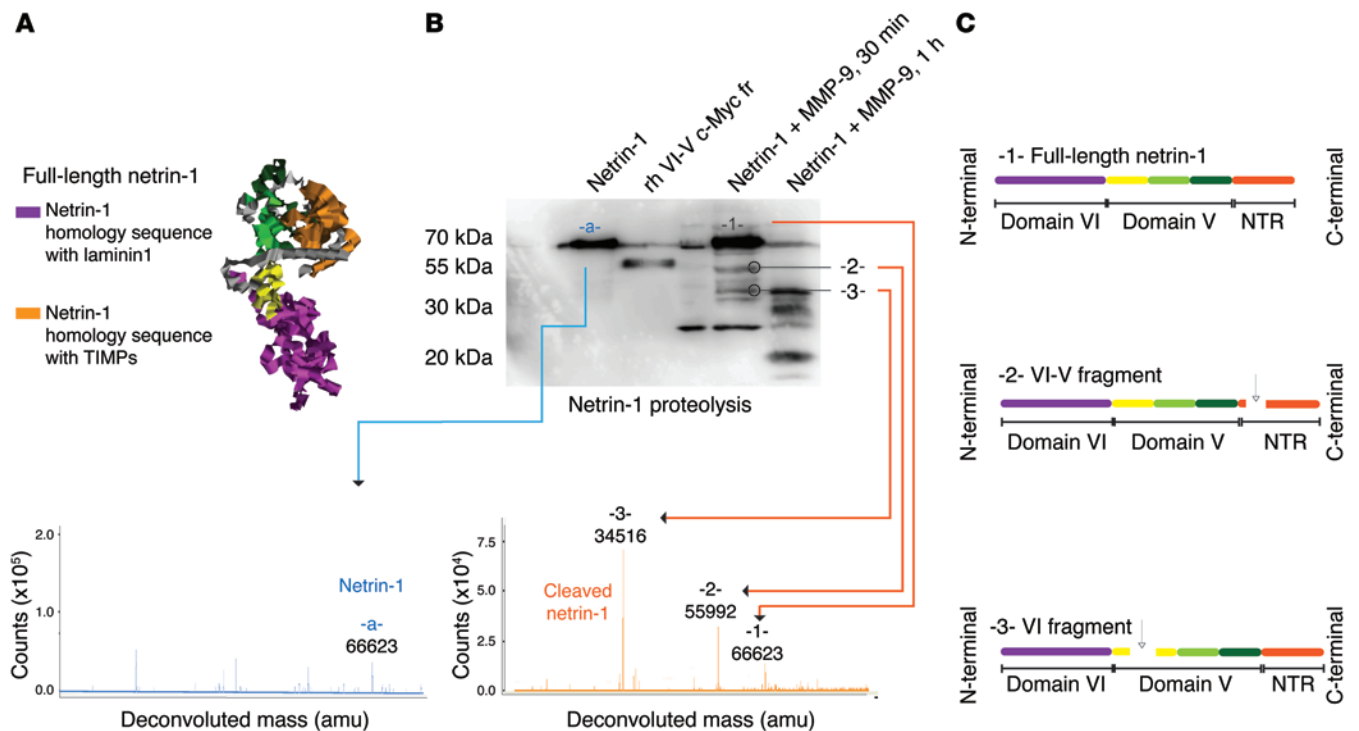 A
Full-length netrin-1
Netrin-1
homology sequence
with laminin1
Netrin-1
homology sequence
with TIMPs
B
Netrin-1
rh VI-V c-Myc fr
Netrin-1 + MMP-9, 30 min
Netrin-1 + MMP-9, 1 h
70 kDa
55 kDa
30 kDa
20 kDa
-a-
-1-
-2-
-3-
Netrin-1 proteolysis
Counts (x10⁵)
2.0
1.0
0.0
Netrin-1
-a-
66623
Deconvoluted mass (amu)
Counts (x10⁴)
7.5
5.0
2.5
0.0
Cleaved
netrin-1
-3-
34516
-2-
55992
-1-
66623
Deconvoluted mass (amu)
C
N-terminal
-1- Full-length netrin-1
Domain VI
Domain V
NTR
C-terminal
N-terminal
-2- VI-V fragment
Domain VI
Domain V
NTR
C-terminal
N-terminal
-3- VI fragment
Domain VI
Domain V
NTR
C-terminal